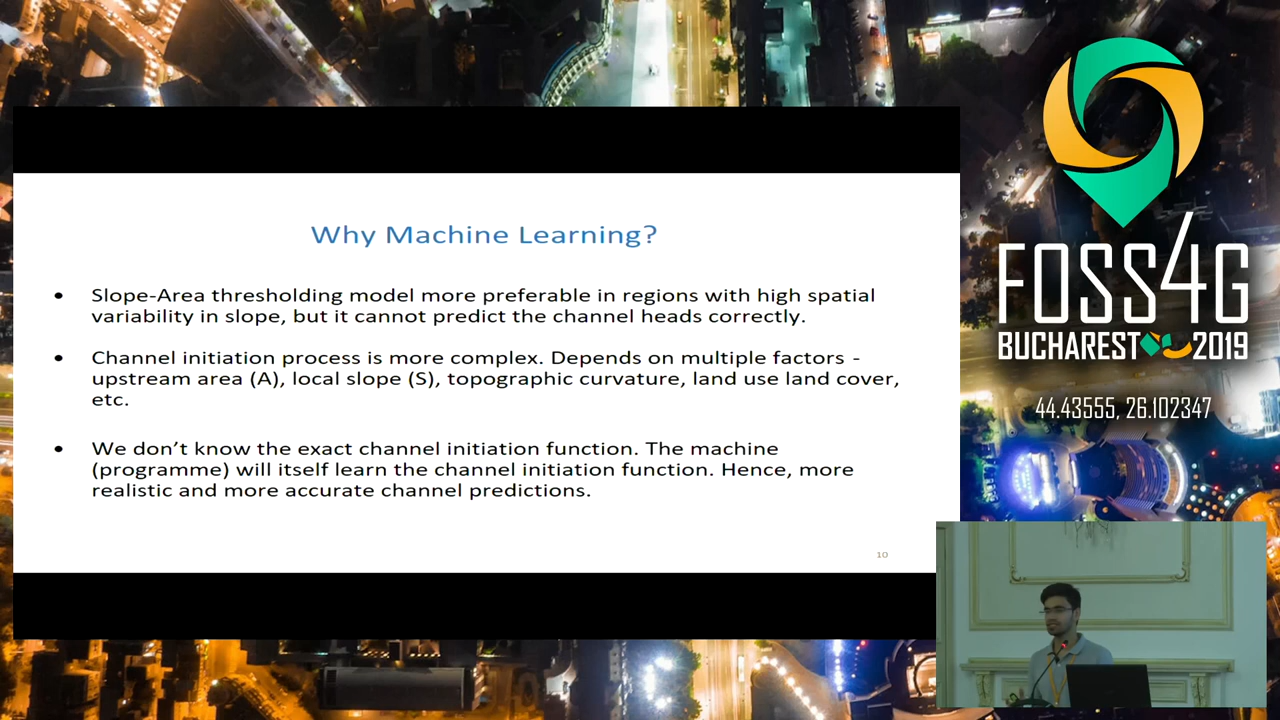 Why Machine Learning?
• Slope-Area thresholding model more preferable in regions with high spatial
variability in slope, but it cannot predict the channel heads correctly.
• Channel initiation process is more complex. Depends on multiple factors -
upstream area (A), local slope (S), topographic curvature, land use land cover,
etc.
• We don’t know the exact channel initiation function. The machine
(programme) will itself learn the channel initiation function. Hence, more
realistic and more accurate channel predictions.
10
FOSS4G
BUCHAREST 2019
44.43555, 26.102347